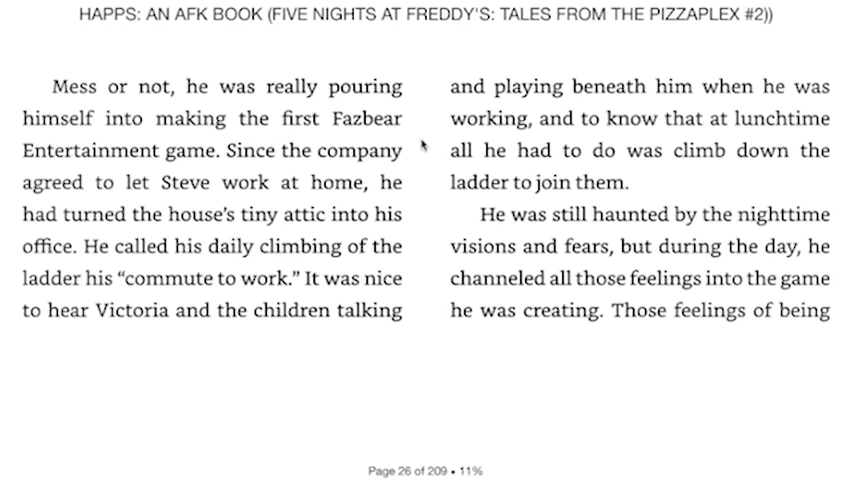 HAPPS: AN AFK BOOK (FIVE NIGHTS AT FREDDY'S: TALES FROM THE PIZZAPLEX #2))
Mess or not, he was really pouring
himself into making the first Fazbear
Entertainment game. Since the company
agreed to let Steve work at home, he
had turned the house’s tiny attic into his
office. He called his daily climbing of the
ladder his “commute to work.” It was nice
to hear Victoria and the children talking
and playing beneath him when he was
working, and to know that at lunchtime
all he had to do was climb down the
ladder to join them.
He was still haunted by the nighttime
visions and fears, but during the day, he
channeled all those feelings into the game
he was creating. Those feelings of being
Page 26 of 209 • 11%